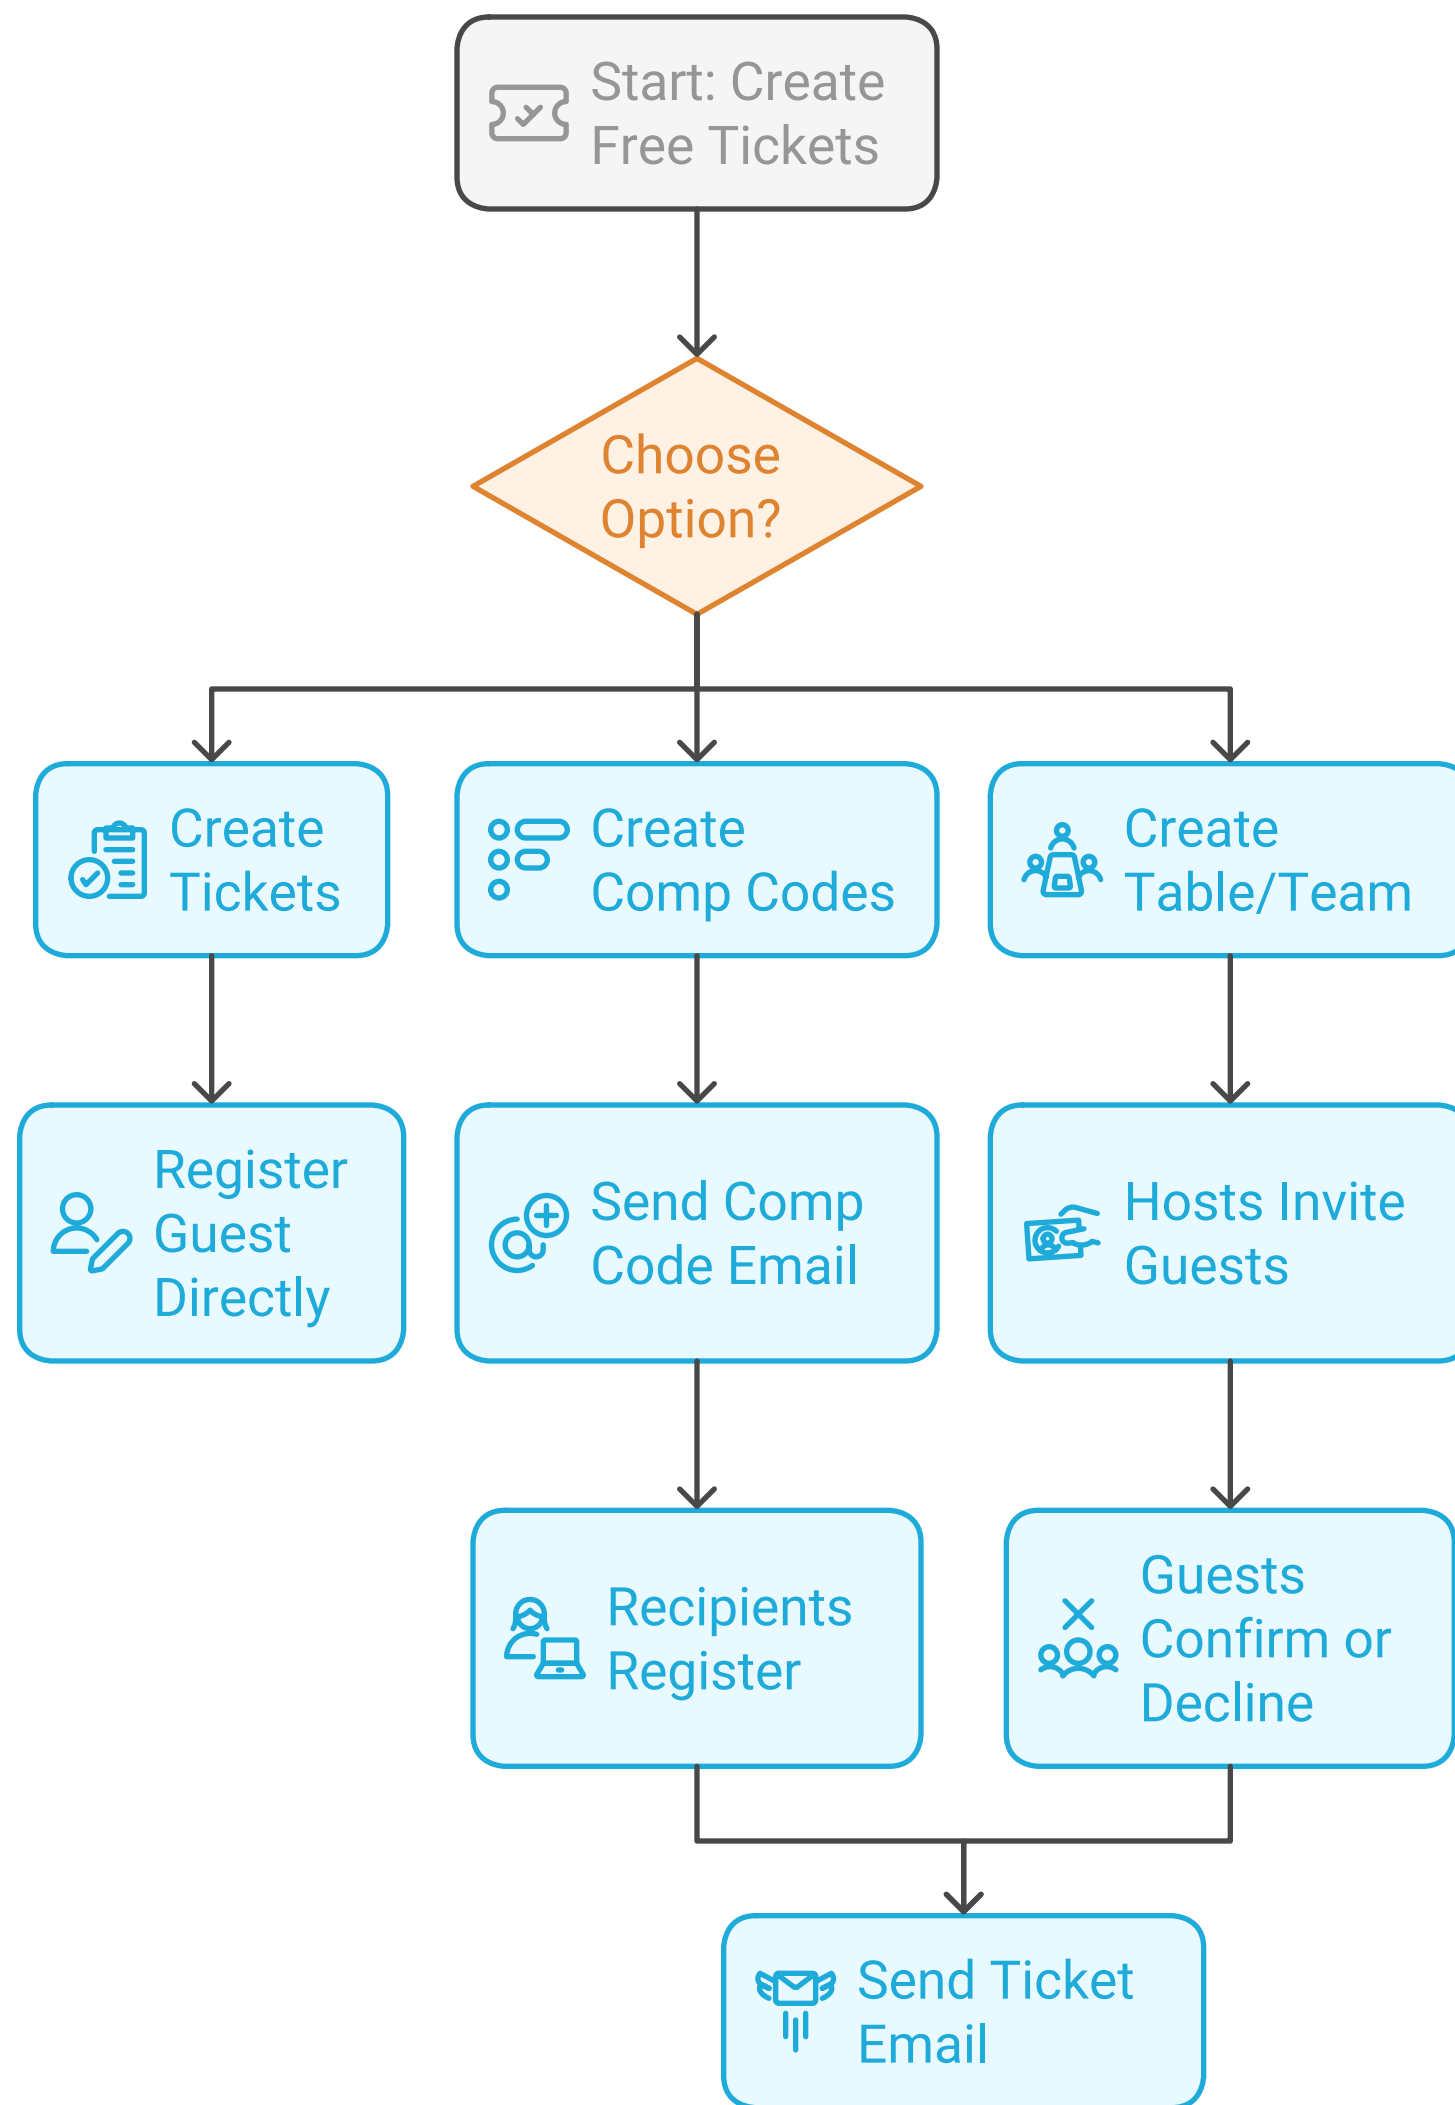 Start: Create
Free Tickets
Choose
Option?
Create
Tickets
Create
Comp Codes
Create
Table/Team
Register
Guest
Directly
Send Comp
Code Email
Hosts Invite
Guests
Recipients
Register
Guests
Confirm or
Decline
Send Ticket
Email